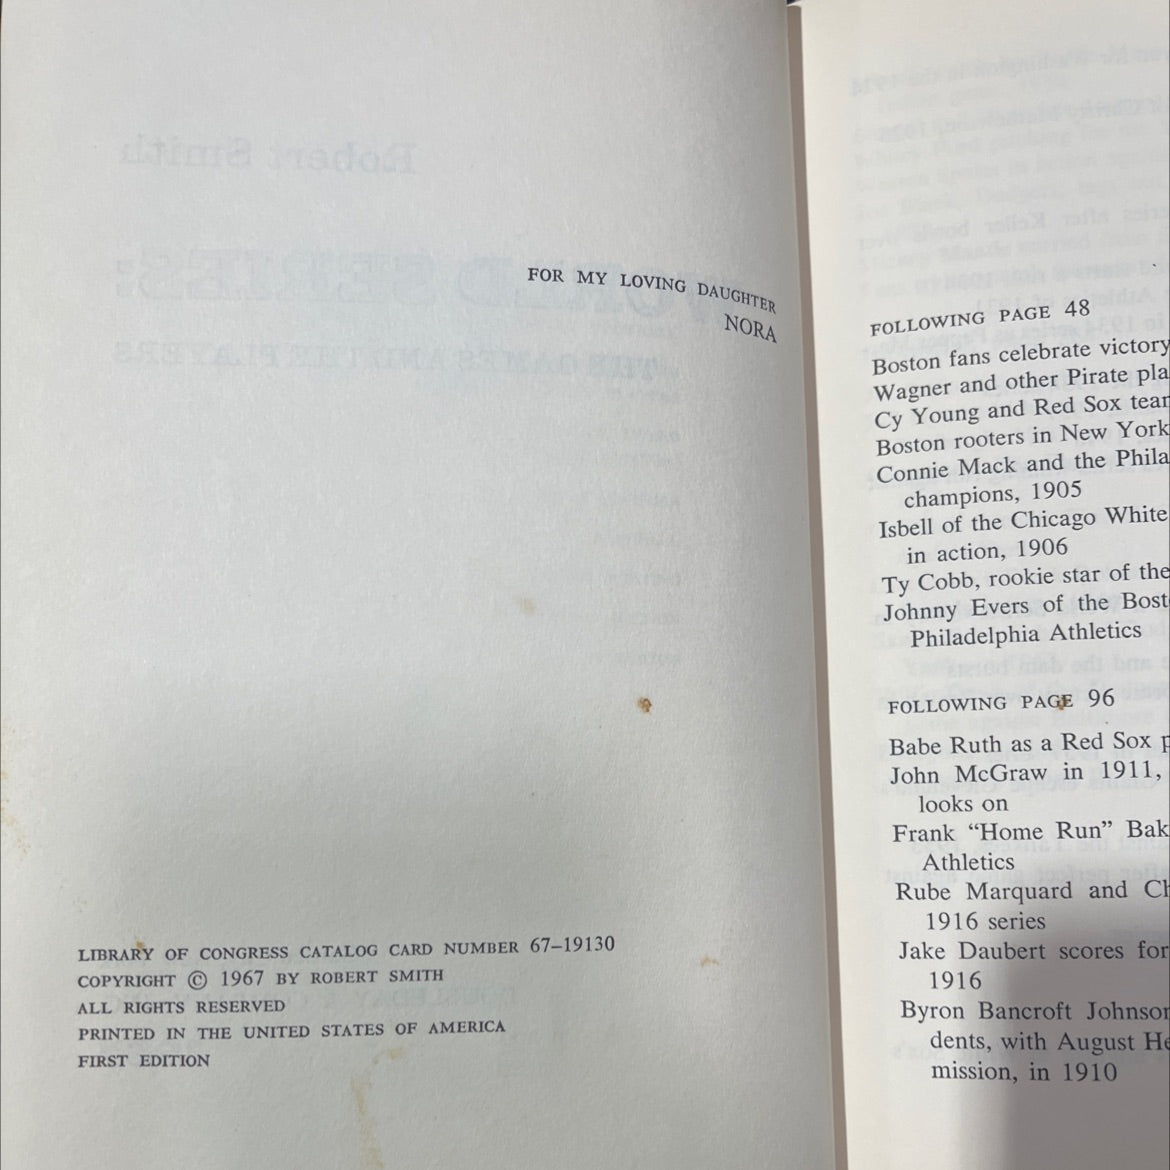 FOR MY LOVING DAUGHTER
NORA
LIBRARY OF CONGRESS CATALOG CARD NUMBER 67–19130
COPYRIGHT © 1967 BY ROBERT SMITH
ALL RIGHTS RESERVED
PRINTED IN THE UNITED STATES OF AMERICA
FIRST EDITION
FOLLOWING PAGE 48
Boston fans celebrate victory
Wagner and other Pirate pla
Cy Young and Red Sox tear
Boston rooters in New York
Connie Mack and the Phila
champions, 1905
Isbell of the Chicago White
in action, 1906
Ty Cobb, rookie star of the
Johnny Evers of the Bost
Philadelphia Athletics
FOLLOWING PAGE 96
Babe Ruth as a Red Sox p
John McGraw in 1911,
looks on
Frank “Home Run” Bak
Athletics
Rube Marquard and Ch
1916 series
Jake Daubert scores for
1916
Byron Bancroft Johnson
dents, with August He
mission, in 1910